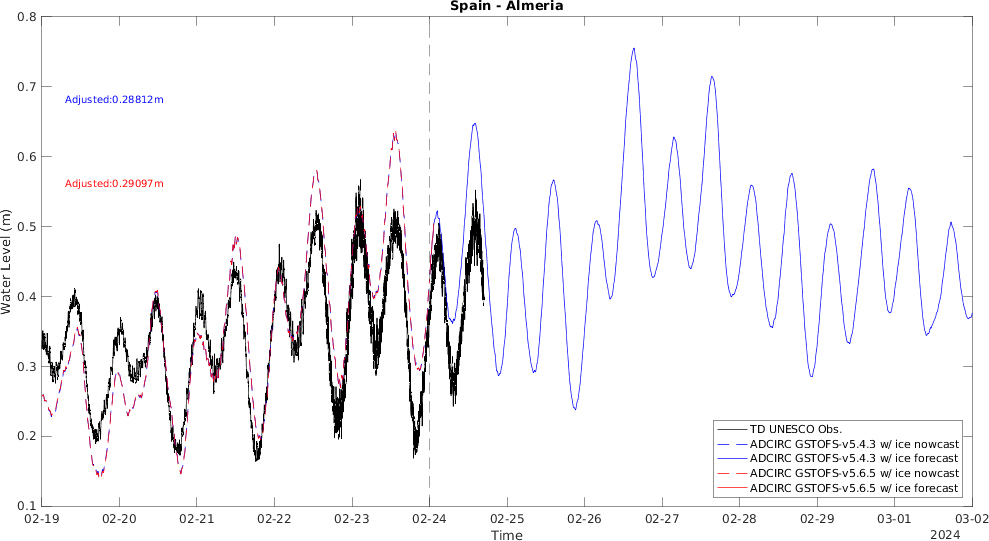 Spain - Almeria
0.8
0.7
0.6
0.5
0.4
0.3
0.2
0.1
Water Level (m)
Adjusted:0.28812m
Adjusted:0.29097m
TD UNESCO Obs.
ADCIRC GSTOFS-v5.4.3 w/ ice nowcast
ADCIRC GSTOFS-v5.4.3 w/ ice forecast
ADCIRC GSTOFS-v5.6.5 w/ ice nowcast
ADCIRC GSTOFS-v5.6.5 w/ ice forecast
02-19 02-20 02-21 02-22 02-23 02-24 02-25 02-26 02-27 02-28 02-29 03-01 03-02
Time
2024